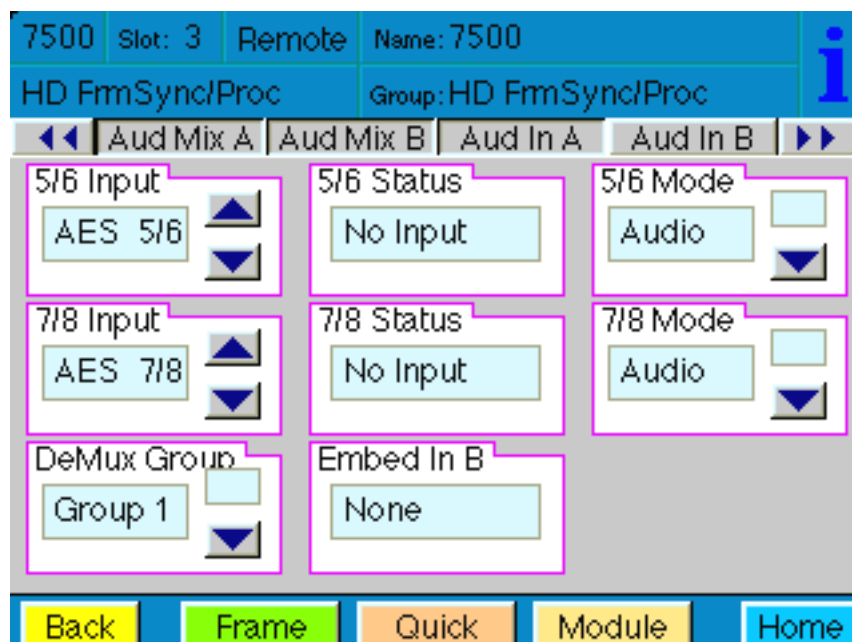 7500 Slot: 3 Remote Name: 7500
HD FrmSync/Proc Group: HD FrmSync/Proc
i
Aud Mix A Aud Mix B Aud In A Aud In B
5/6 Input 5/6 Status 5/6 Mode
AES 5/6 No Input Audio
7/8 Input 7/8 Status 7/8 Mode
AES 7/8 No Input Audio
DeMux Group Embed In B
Group 1 None
Back Frame Quick Module Home